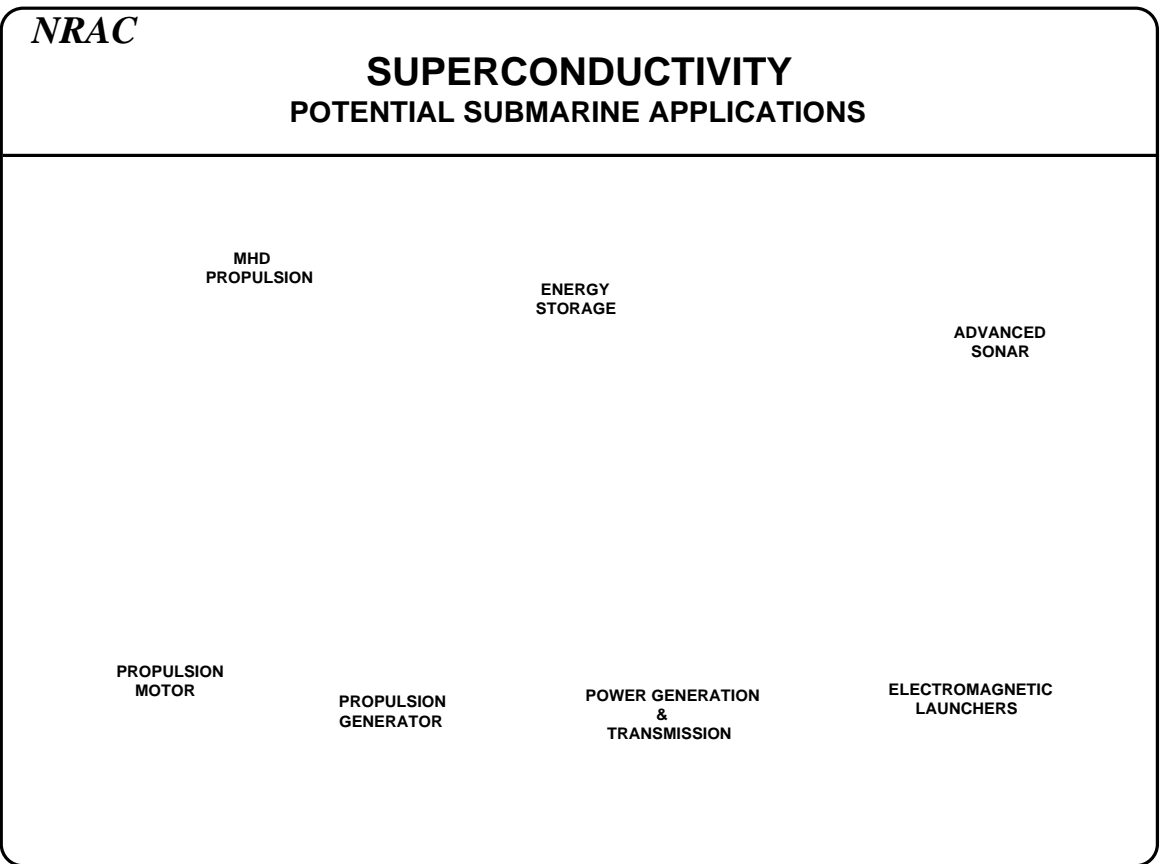 NRAC
SUPERCONDUCTIVITY
POTENTIAL SUBMARINE APPLICATIONS
MHD
PROPULSION
ENERGY
STORAGE
ADVANCED
SONAR
PROPULSION
MOTOR
PROPULSION
GENERATOR
POWER GENERATION
&
TRANSMISSION
ELECTROMAGNETIC
LAUNCHERS